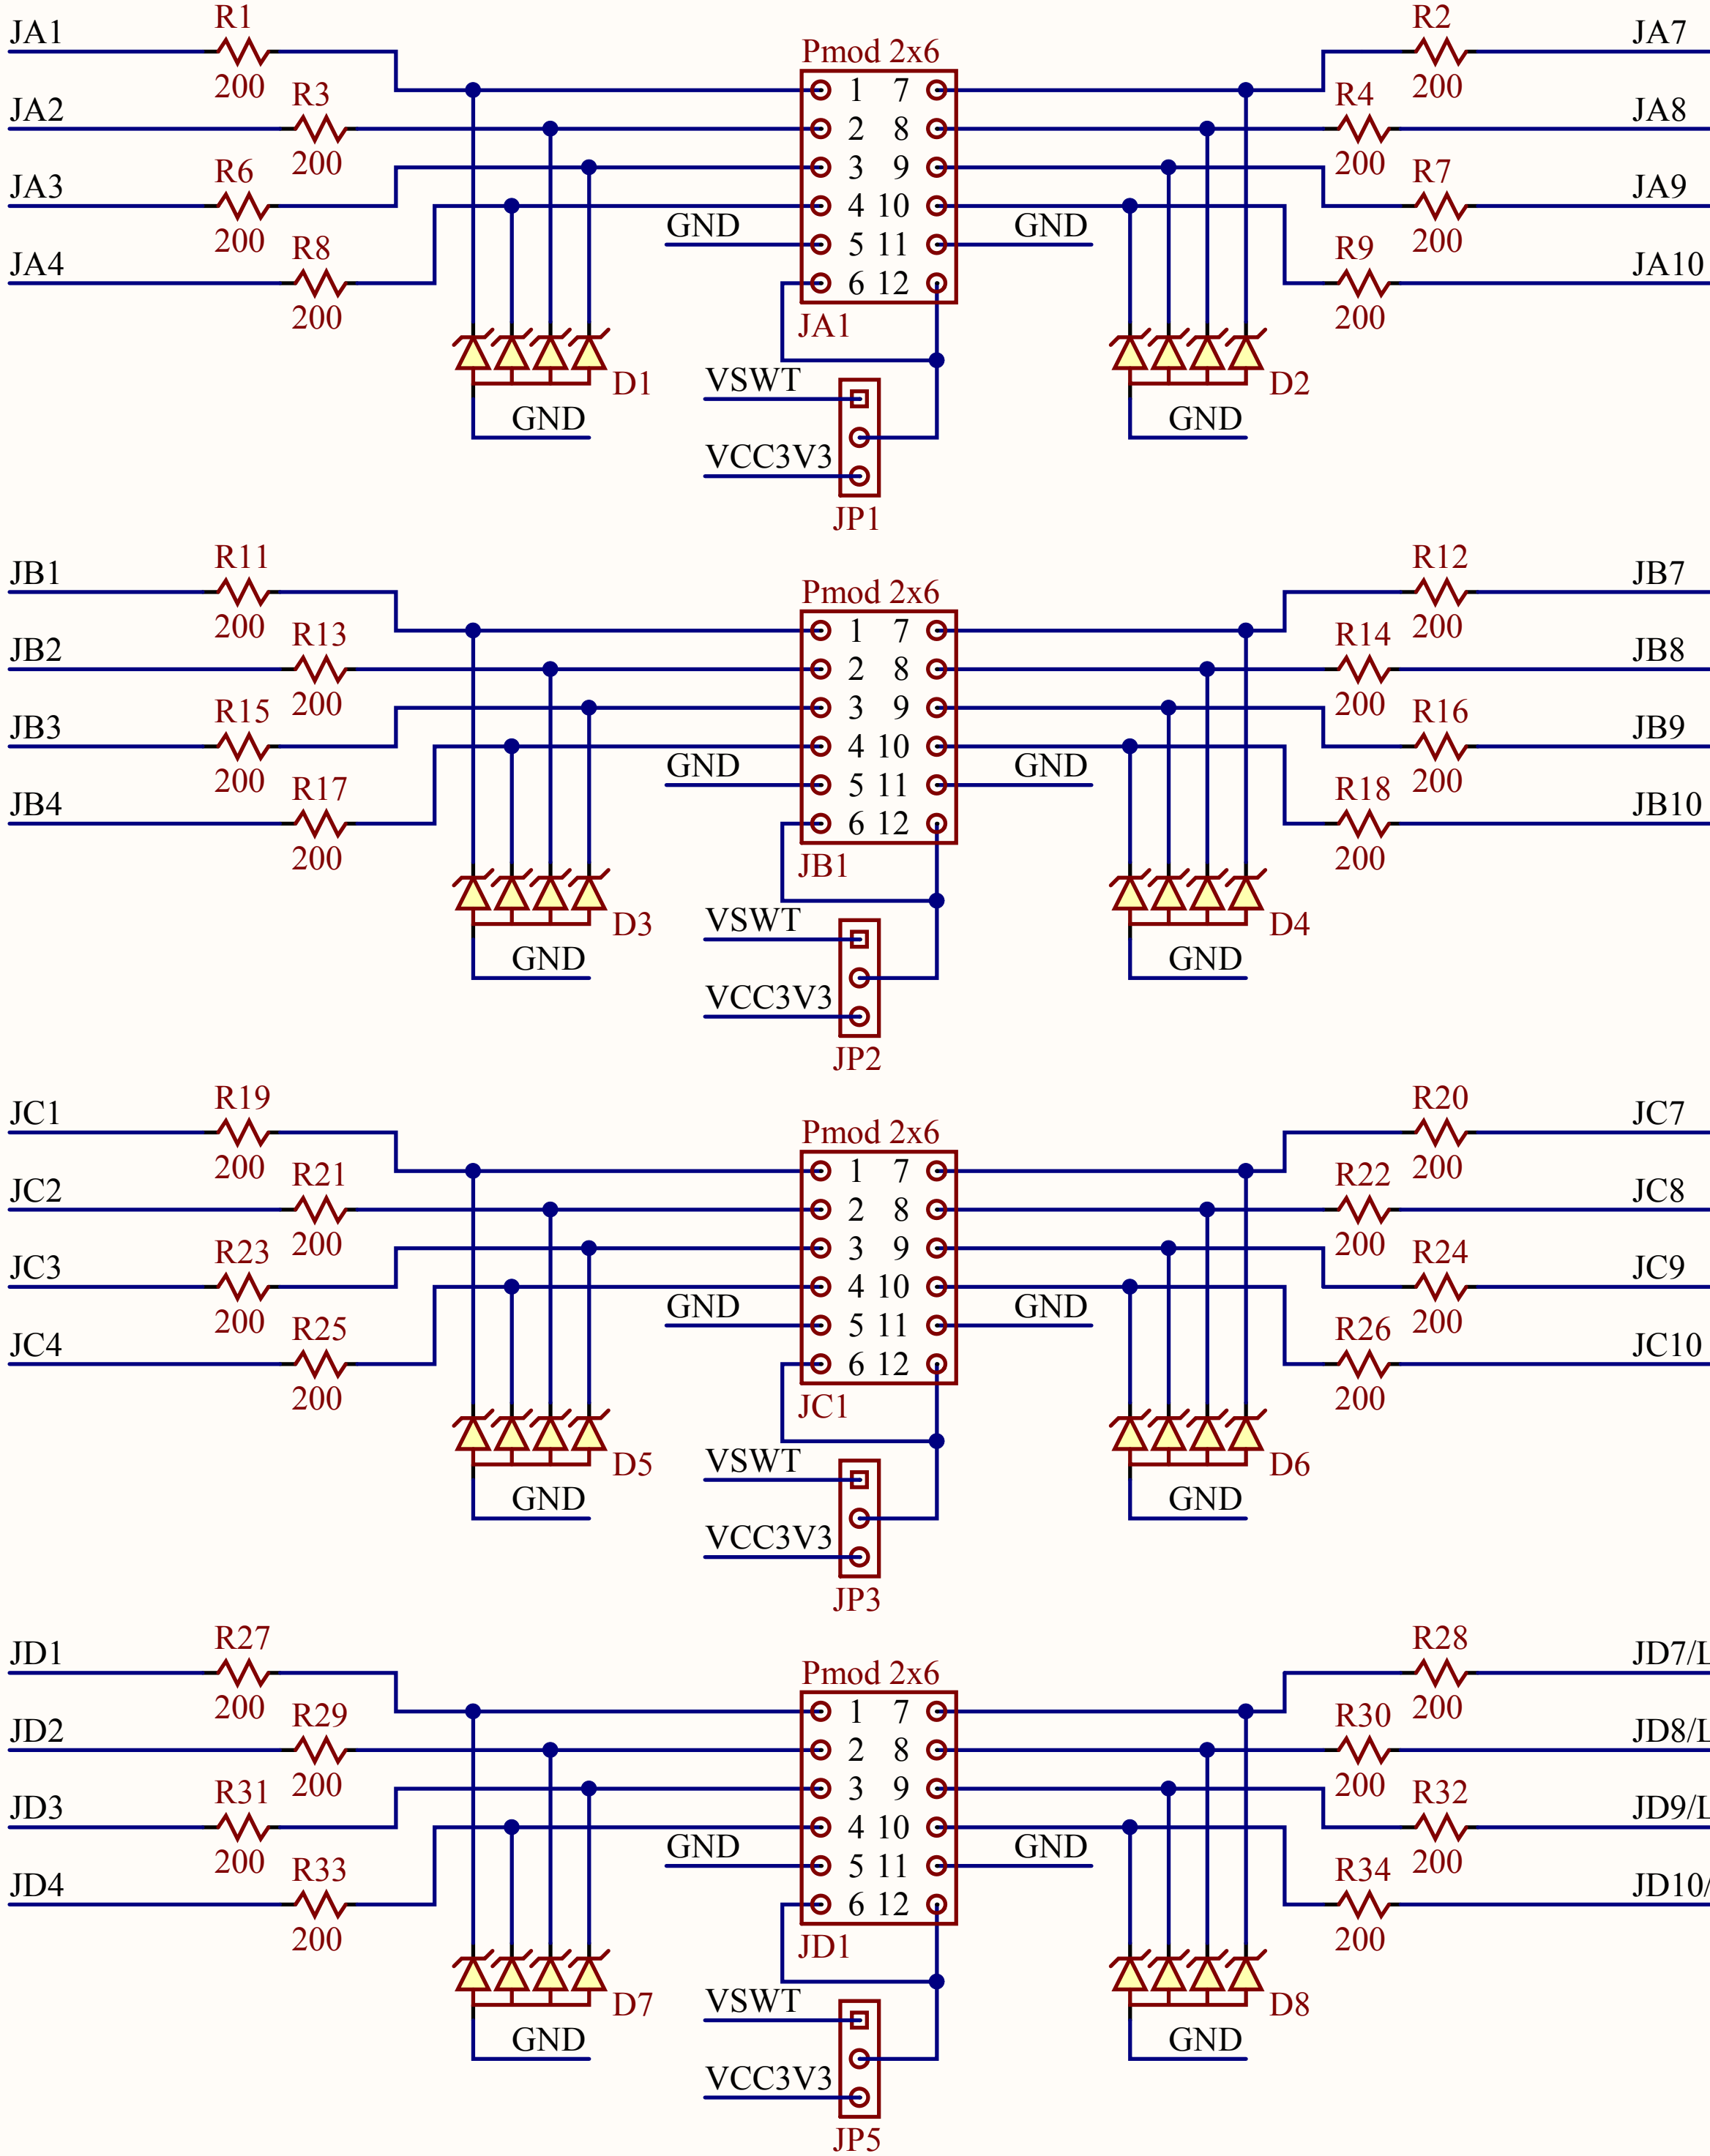 R1
R2
JA1
Pmod 2x6
JA7
200
R3
1 7
R4
200
JA2
2 8
JA8
200
R6
3 9
200
R7
JA3
4 10
JA9
200
R8
GND
5 11
GND
R9
200
JA4
6 12
JA10
200
JA1
200
D1
VSWT
D2
GND
GND
VCC3V3
JP1
R11
R12
JB1
Pmod 2x6
JB7
200
R13
1 7
R14
200
JB2
2 8
JB8
200
R15
3 9
200
R16
JB3
4 10
JB9
200
R17
GND
5 11
GND
R18
200
JB4
6 12
JB10
200
JB1
200
D3
VSWT
D4
GND
GND
VCC3V3
JP2
R19
R20
JC1
Pmod 2x6
JC7
200
R21
1 7
R22
200
JC2
2 8
JC8
200
R23
3 9
200
R24
JC3
4 10
JC9
200
R25
GND
5 11
GND
R26
200
JC4
6 12
JC10
200
JC1
200
D5
VSWT
D6
GND
GND
VCC3V3
JP3
R27
R28
JD1
Pmod 2x6
JD7/L
200
R29
1 7
R30
200
JD2
2 8
JD8/L
200
R31
3 9
200
R32
JD3
4 10
JD9/L
200
R33
GND
5 11
GND
R34
200
JD4
6 12
JD10/
200
JD1
200
D7
VSWT
D8
GND
GND
VCC3V3
JP5